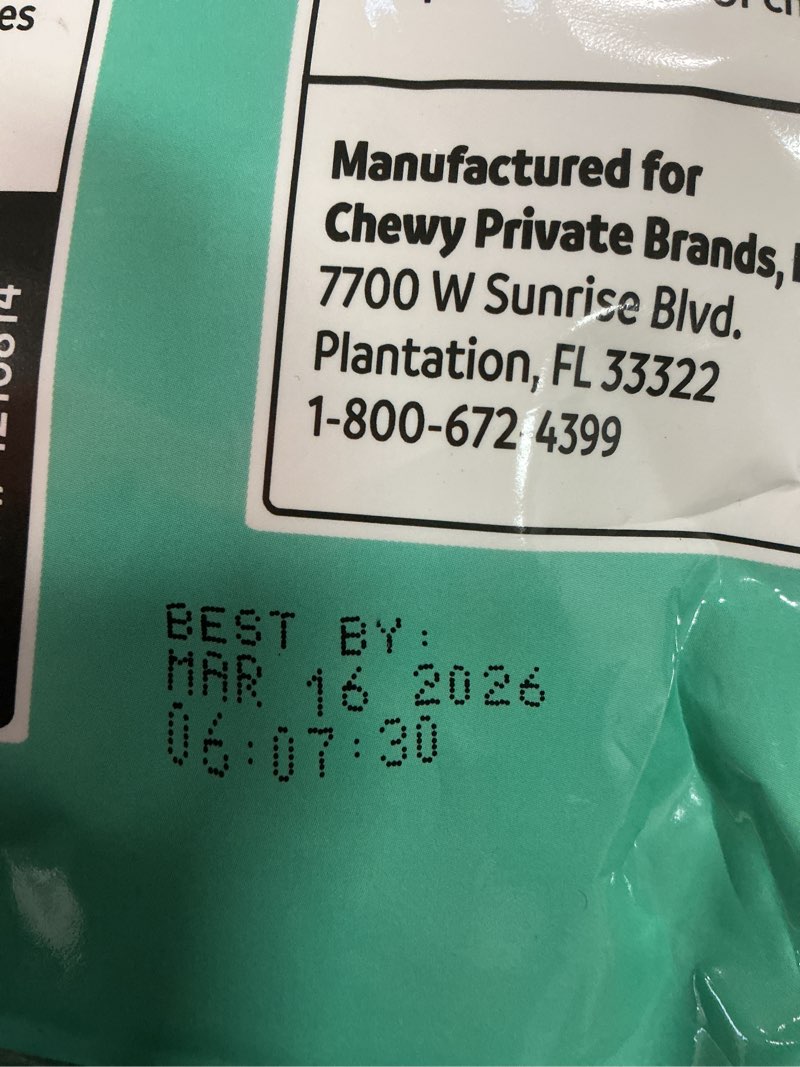 es
Manufactured for
Chewy Private Brands,
7700 W Sunrise Blvd.
Plantation, FL 33322
1-800-672-4399
BEST BY:
MAR 16 2026
06:07:30